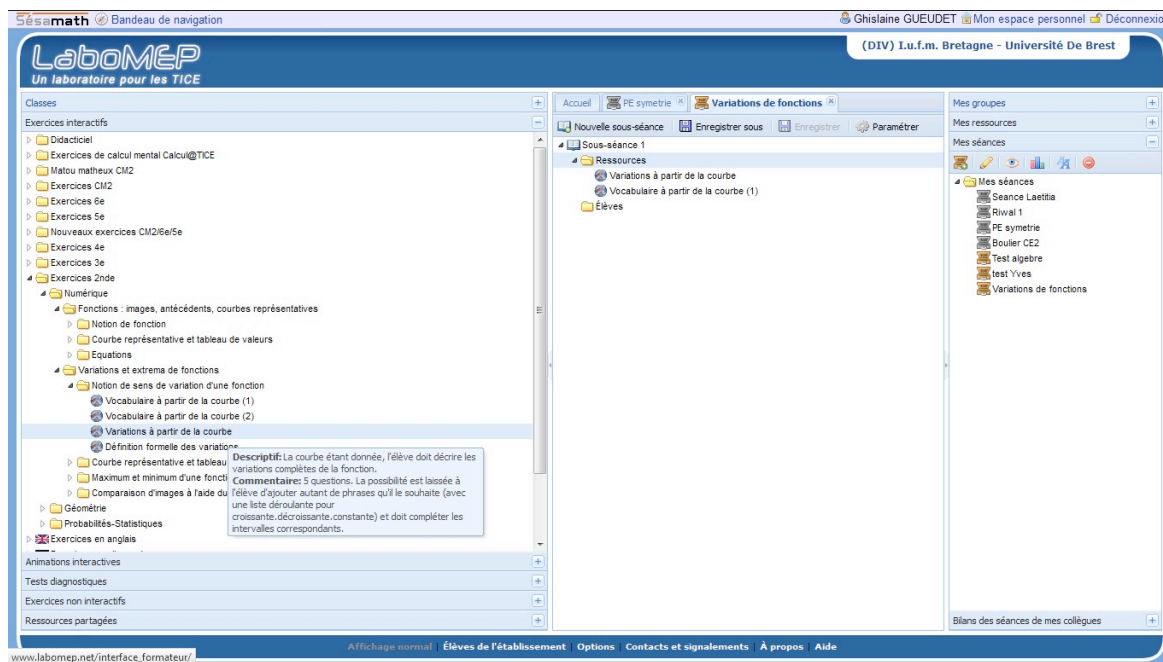 Sésamath Bandeau de navigation
Ghislaine GUEUDET Mon espace personnel Déconnexio
LaboMEP
Un laboratoire pour les TICE
(DIV) I.u.f.m. Bretagne - Université De Brest
Classes
Exercices interactifs
Didacticiel
Exercices de calcul mental Calcul@TICE
Matou matheux CM2
Exercices CM2
Exercices 6e
Exercices 5e
Nouveaux exercices CM2/6e/5e
Exercices 4e
Exercices 3e
Exercices 2nde
Numérique
Fonctions : images, antécédents, courbes représentatives
Notion de fonction
Courbe représentative et tableau de valeurs
Equations
Variations et extrema de fonctions
Notion de sens de variation d'une fonction
Vocabulaire à partir de la courbe (1)
Vocabulaire à partir de la courbe (2)
Variations à partir de la courbe
Définition formelle des variations
Courbe représentative et tableau
Maximum et minimum d'une foncti
Comparaison d'images à l'aide du
Géométrie
Probabilités-Statistiques
Exercices en anglais
Descriptif: La courbe étant donnée, l'élève doit décrire les
variations complètes de la fonction.
Commentaire: 5 questions. La possibilité est laissée à
l'élève d'ajouter autant de phrases qu'il le souhaite (avec
une liste déroulante pour
croissante.décroissante.constante) et doit compléter les
intervalles correspondants.
Animations interactives
Tests diagnostiques
Exercices non interactifs
Ressources partagées
Accueil PE symetrie Variations de fonctions
Nouvelle sous-séance Enregistrer sous Enregistrer Paramétrer
Sous-séance 1
Ressources
Variations à partir de la courbe
Vocabulaire à partir de la courbe (1)
Élèves
Mes groupes
Mes ressources
Mes séances
Mes séances
Seance Laetitia
Riwal 1
PE symetrie
Boulier CE2
Test algebre
test Yves
Variations de fonctions
Bilans des séances de mes collègues
Affichage normal Élèves de l'établissement Options Contacts et signalements À propos Aide
www.labomep.net/interface_formateur/